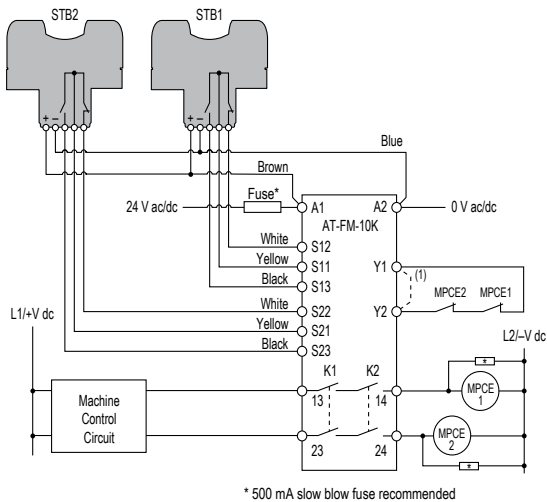 STB2 STB1
+ – + –
Blue
Brown
Fuse*
24 V ac/dc A1 A2 0 V ac/dc
AT-FM-10K
White S12
Yellow S11 Y1 (1)
Black S13
MPCE2 MPCE1
White S22 Y2
L1/+V dc
Yellow S21
L2/–V dc
Black S23
*
K1 K2
13 14
MPCE
1
Machine
Control
Circuit
MPCE
2
23 24
*
* 500 mA slow blow fuse recommended